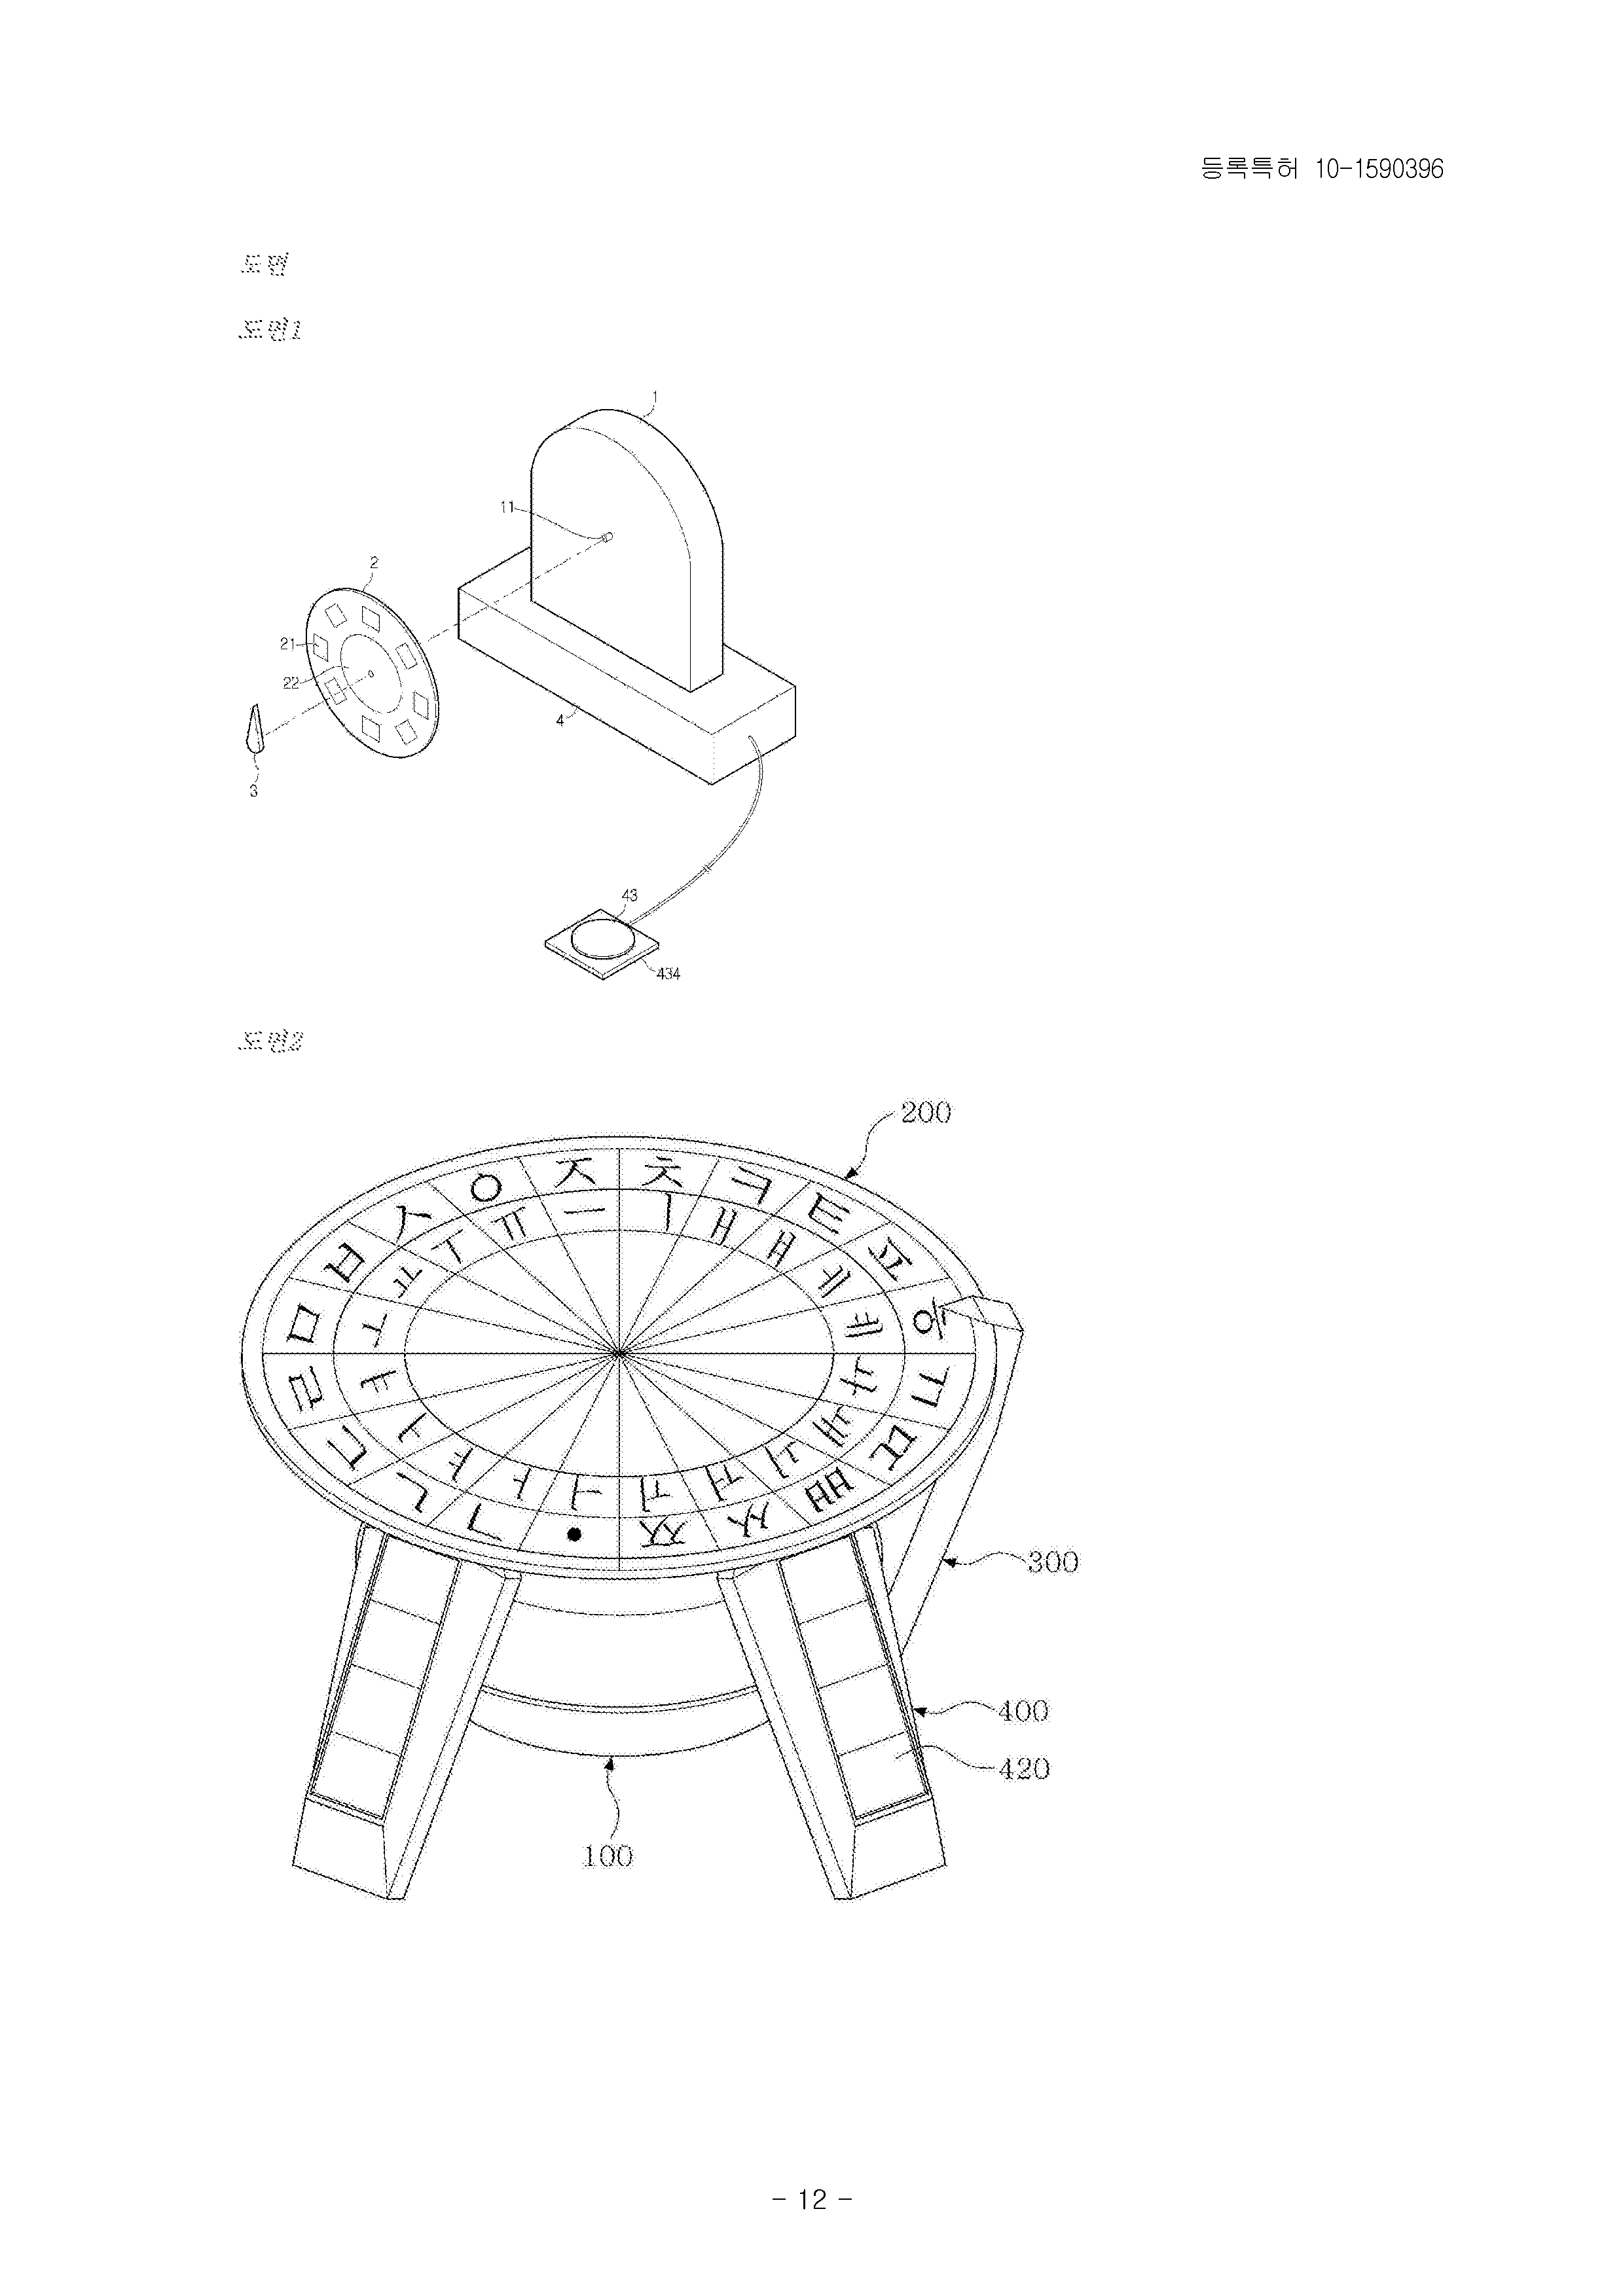 등록특허 10-1590396
도면
도면1
1
11
2
21
22
4
3
43
434
도면2
200
ㅈ ㅊ ㅋ ㅌ ㅍ ㅎ ㄲ ㄸ ㅃ ㅆ ㅉ ● ㄱ ㄴ ㄷ ㄹ ㅁ ㅂ ㅅ ㅇ
ㅡ ㅣ ㅐ ㅒ ㅔ ㅖ ㅘ ㅙ ㅚ ㅝ ㅓ ㅏ ㅑ ㅕ ㅗ ㅛ ㅜ ㅠ
300
400
420
100
- 12 -